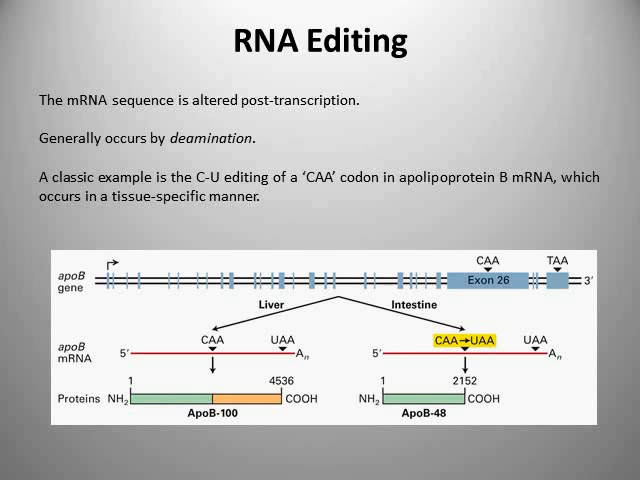 RNA Editing
The mRNA sequence is altered post-transcription.
Generally occurs by deamination.
A classic example is the C-U editing of a ‘CAA’ codon in apolipoprotein B mRNA, which
occurs in a tissue-specific manner.
CAA TAA
apoB
gene
Exon 26
3′
Liver Intestine
CAA UAA CAA→UAA UAA
apoB
mRNA
5′ An 5′ An
1 4536 1 2152
Proteins NH2 COOH NH2 COOH
ApoB-100 ApoB-48